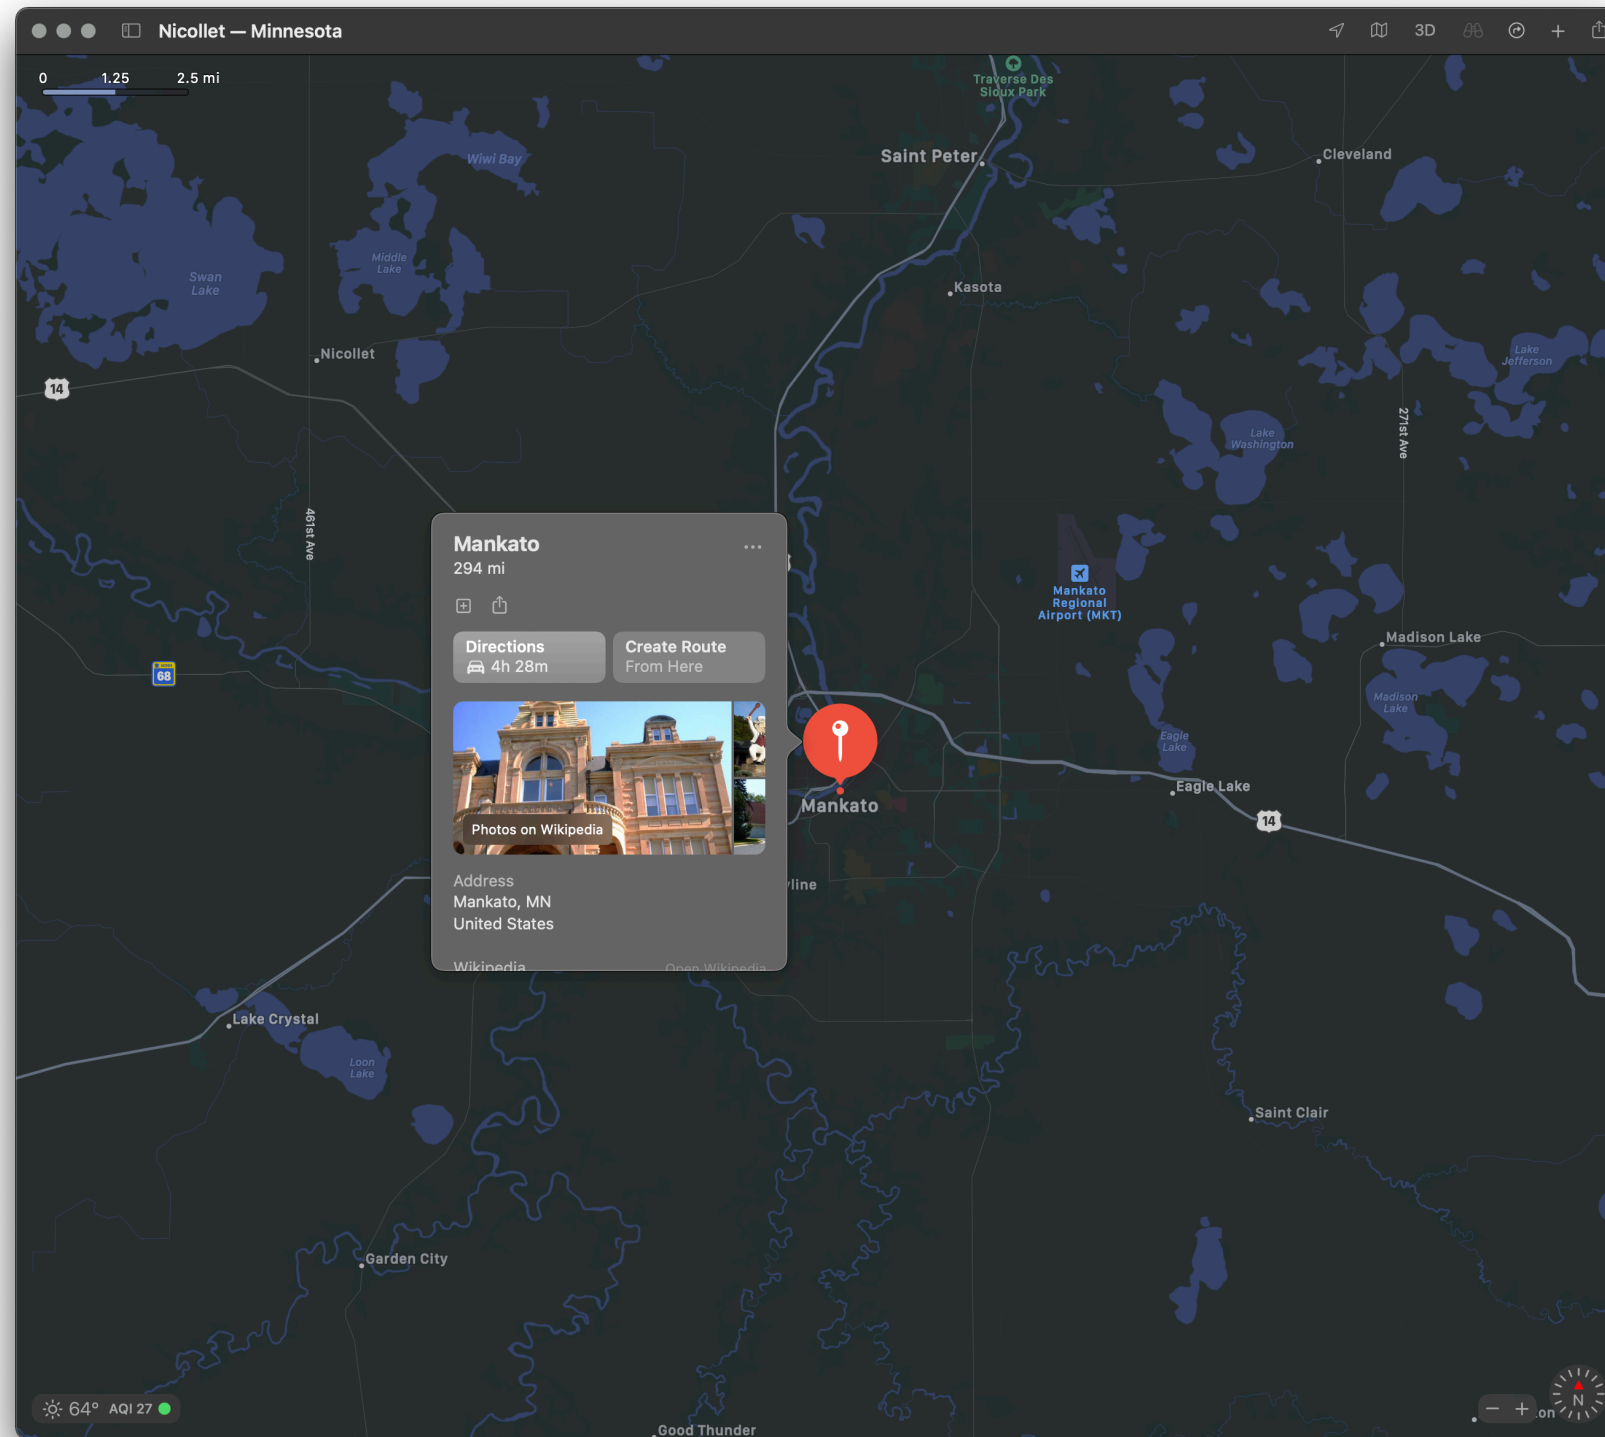 Nicollet — Minnesota
3D
0 1.25 2.5 mi
Traverse Des
Sioux Park
Wiwi Bay
Saint Peter
Cleveland
Middle
Lake
Swan
Lake
Kasota
Nicollet
Lake
Jefferson
14
271st Ave
Lake
Washington
461st Ave
Mankato
294 mi
Directions
4h 28m
Create Route
From Here
Photos on Wikipedia
Address
Mankato, MN
United States
Wikipedia
Open Wikipedia
Mankato
Regional
Airport (MKT)
Madison Lake
68
Madison
Lake
Eagle
Lake
Eagle Lake
Mankato
14
yline
Lake Crystal
Loon
Lake
Saint Clair
Garden City
64° AQI 27
Good Thunder
on
N